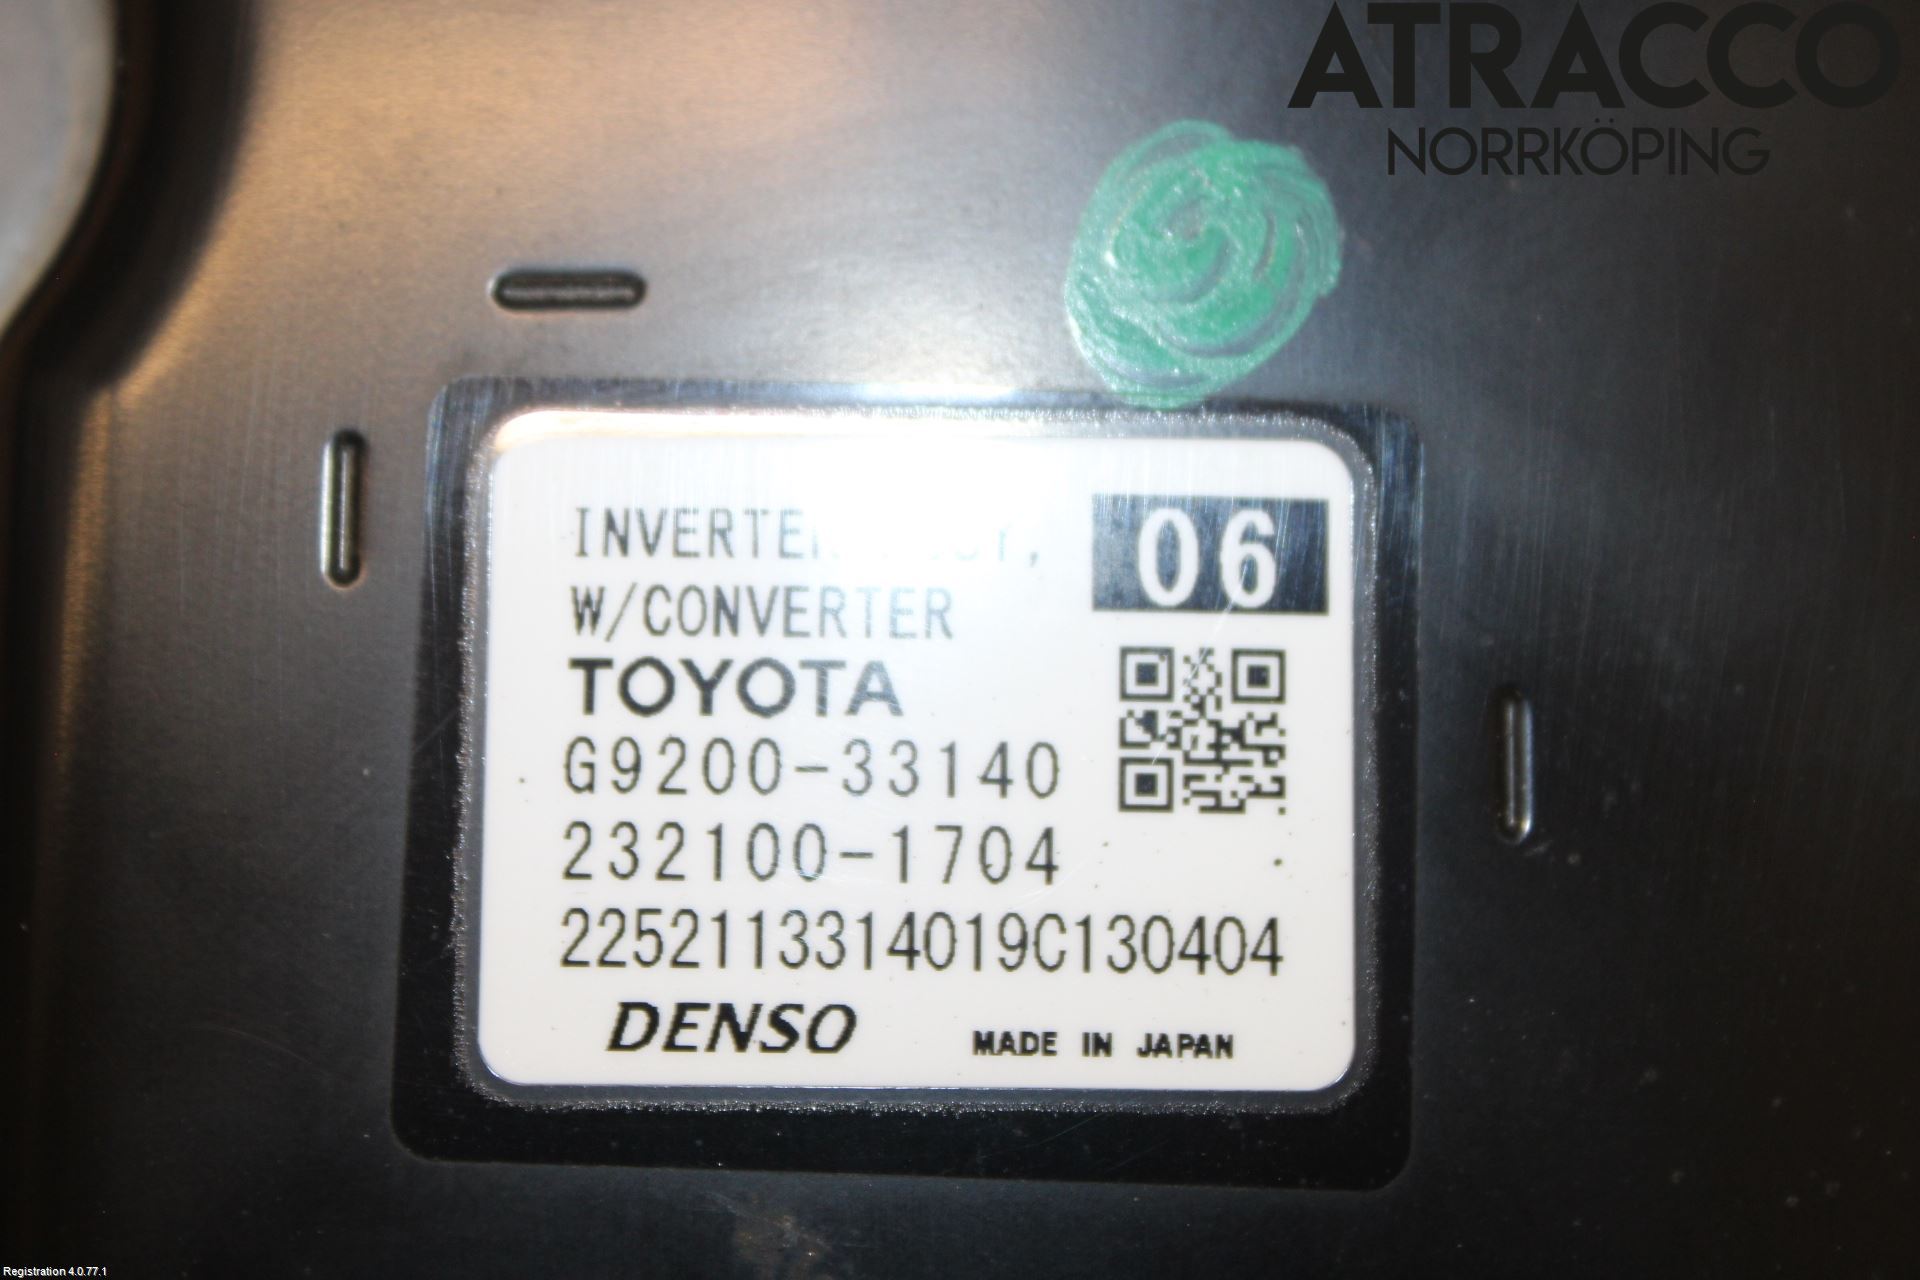 ATRACCO
NORRKÖPING
06
W/CONVERTER
TOYOTA
G9200-33140
232100-1704
2252113314019C130404
DENSO
MADE IN JAPAN
Registration 4.0.77.1